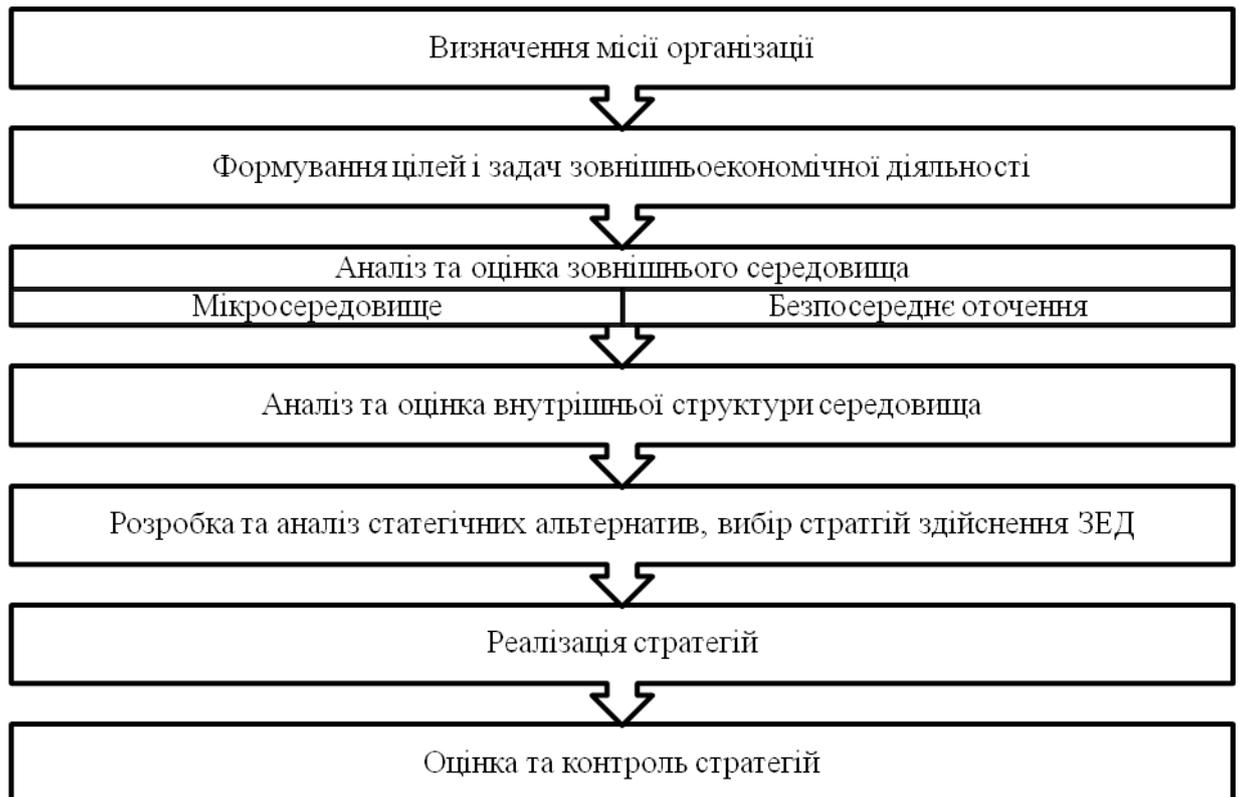 Визначення місії організації
Формування цілей і задач зовнішньоекономічної діяльності
Аналіз та оцінка зовнішнього середовища
Мікросередовище
Безпосереднє оточення
Аналіз та оцінка внутрішньої структури середовища
Розробка та аналіз статегічних альтернатив, вибір стратгій здійснення ЗЕД
Реалізація стратегій
Оцінка та контроль стратегій